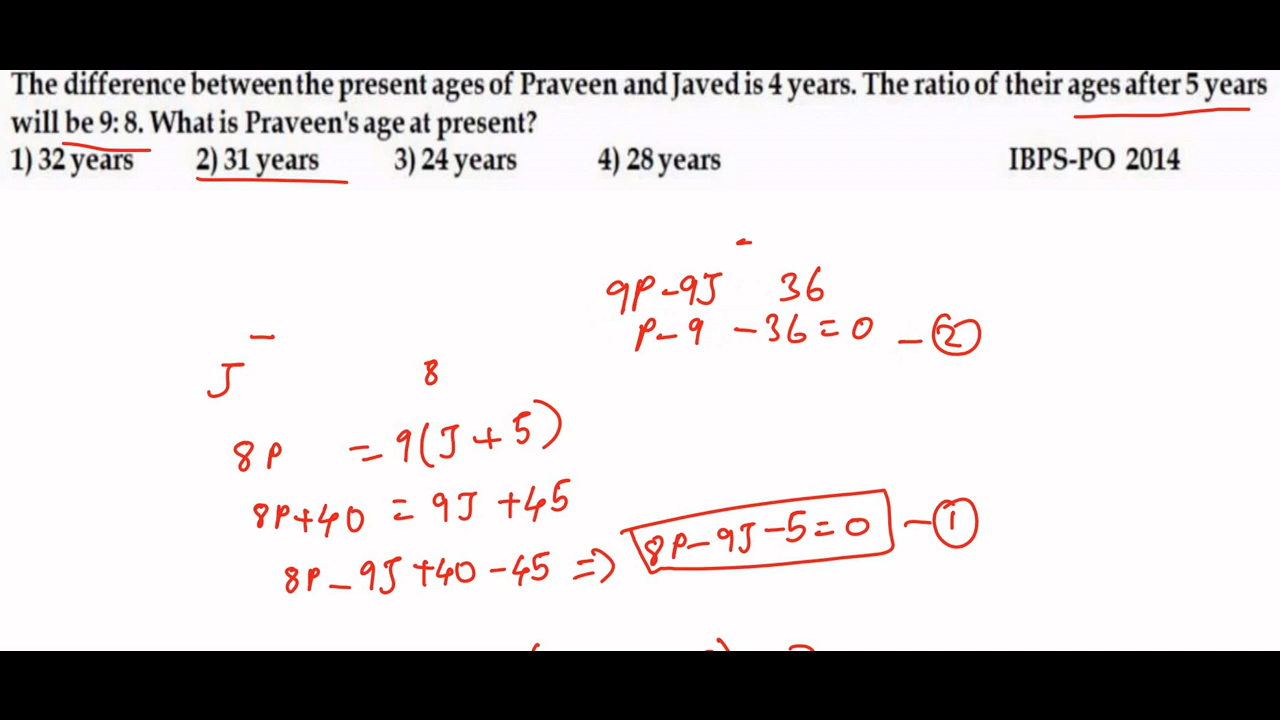 The difference between the present ages of Praveen and Javed is 4 years. The ratio of their ages after 5 years
will be 9: 8. What is Praveen's age at present?
1) 32 years 2) 31 years 3) 24 years 4) 28 years IBPS-PO 2014
9P-9J 36
P-9 -36=0 -②
J 8
8P =9(J+5)
8P+40 = 9J +45
8P-9J-5=0 -①
8P-9J+40-45 =>